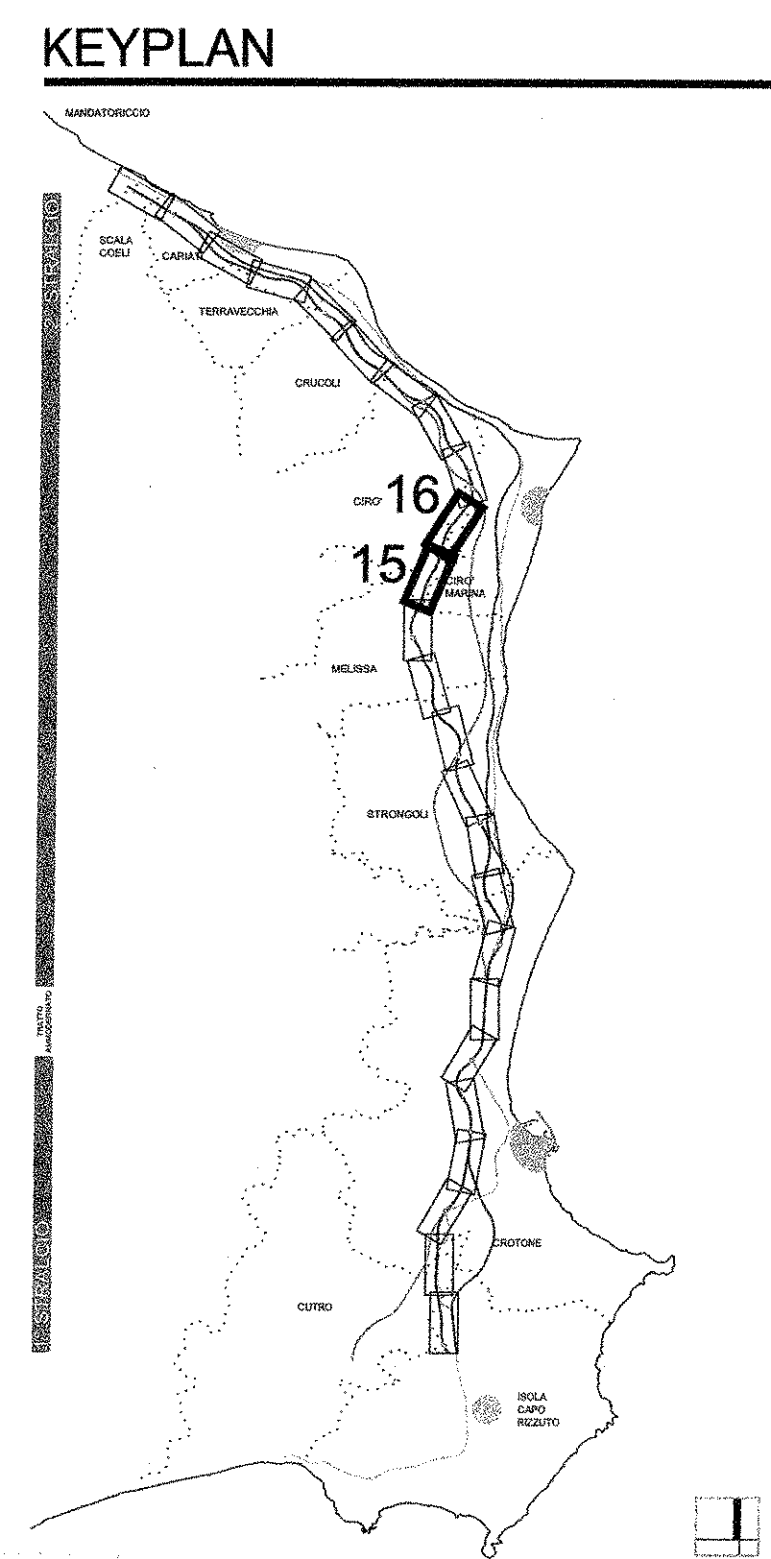 KEYPLAN
MANDATORICCIO
2° STRALCIO
SCALA
COELI
CARIATI
TERRAVECCHIA
CRUCOLI
CIRO'
16
15
CIRO'
MARINA
MELISSA
STRONGOLI
TRATTO
AMMODERNATO
1° STRALCIO
CROTONE
CUTRO
ISOLA
CAPO
RIZZUTO